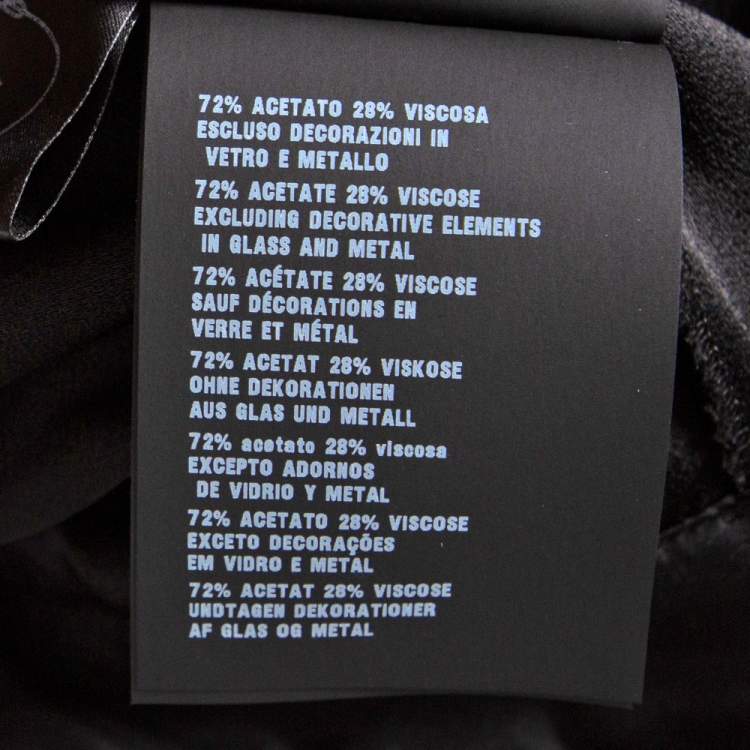 72% ACETATO 28% VISCOSA
ESCLUSO DECORAZIONI IN
VETRO E METALLO
72% ACETATE 28% VISCOSE
EXCLUDING DECORATIVE ELEMENTS
IN GLASS AND METAL
72% ACÉTATE 28% VISCOSE
SAUF DÉCORATIONS EN
VERRE ET MÉTAL
72% ACETAT 28% VISKOSE
OHNE DEKORATIONEN
AUS GLAS UND METALL
72% acetato 28% viscosa
EXCEPTO ADORNOS
DE VIDRIO Y METAL
72% ACETATO 28% VISCOSE
EXCETO DECORAÇÕES
EM VIDRO E METAL
72% ACETAT 28% VISCOSE
UNDTAGEN DEKORATIONER
AF GLAS OG METAL